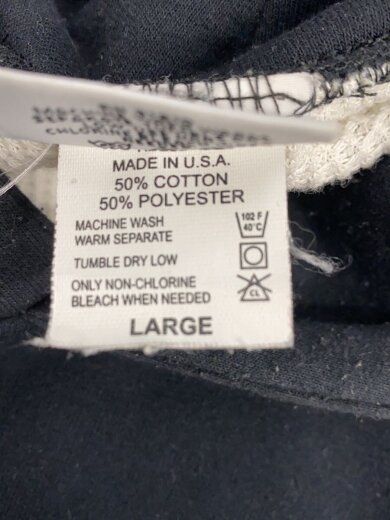 MADE IN U.S.A.
50% COTTON
50% POLYESTER
MACHINE WASH
WARM SEPARATE
102 F
40°C
TUMBLE DRY LOW
ONLY NON-CHLORINE
BLEACH WHEN NEEDED
CL
LARGE